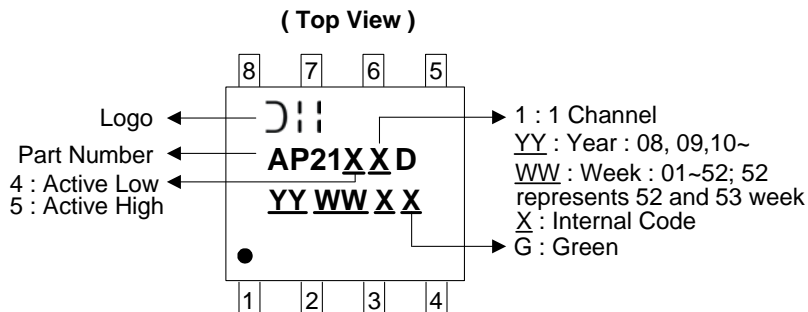 ( Top View )
8 7 6 5
Logo
Part Number
4 : Active Low
5 : Active High
AP21XXD
YY WW X X
1 : 1 Channel
YY : Year : 08, 09,10~
WW : Week : 01~52; 52
represents 52 and 53 week
X : Internal Code
G : Green
1 2 3 4